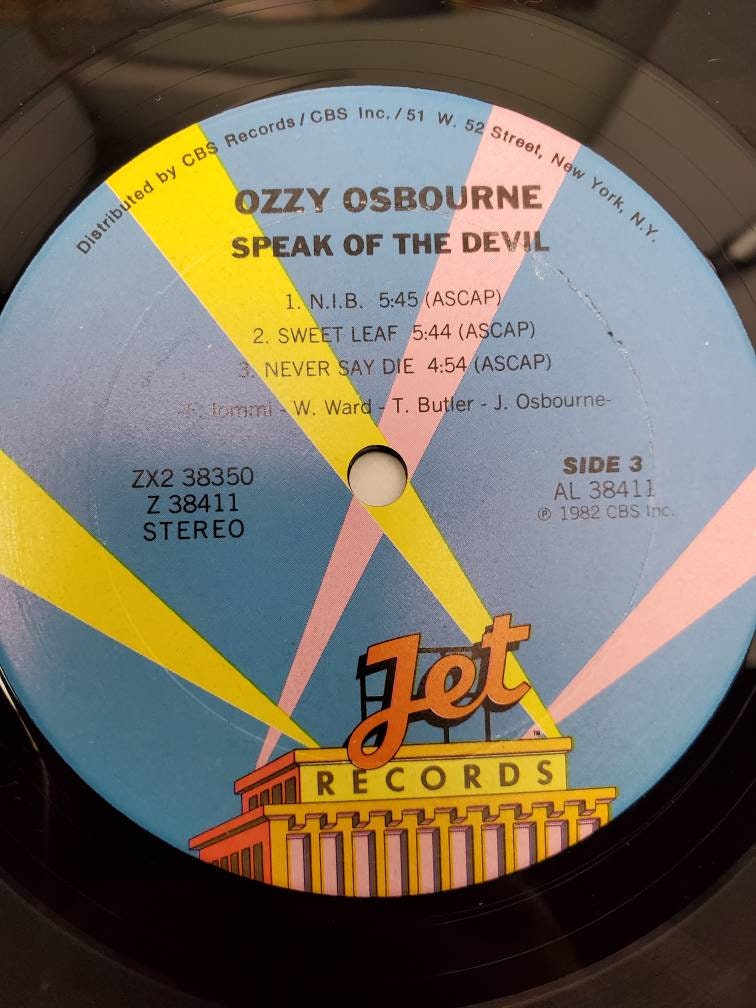 Distributed by CBS Records / CBS Inc. / 51 W. 52 Street, New York, N.Y.
OZZY OSBOURNE
SPEAK OF THE DEVIL
1. N.I.B. 5:45 (ASCAP)
2. SWEET LEAF 5:44 (ASCAP)
3. NEVER SAY DIE 4:54 (ASCAP)
Iommi - W. Ward - T. Butler - J. Osbourne-
ZX2 38350
Z 38411
STEREO
SIDE 3
AL 38411
℗ 1982 CBS Inc.
Jet
RECORDS
TM